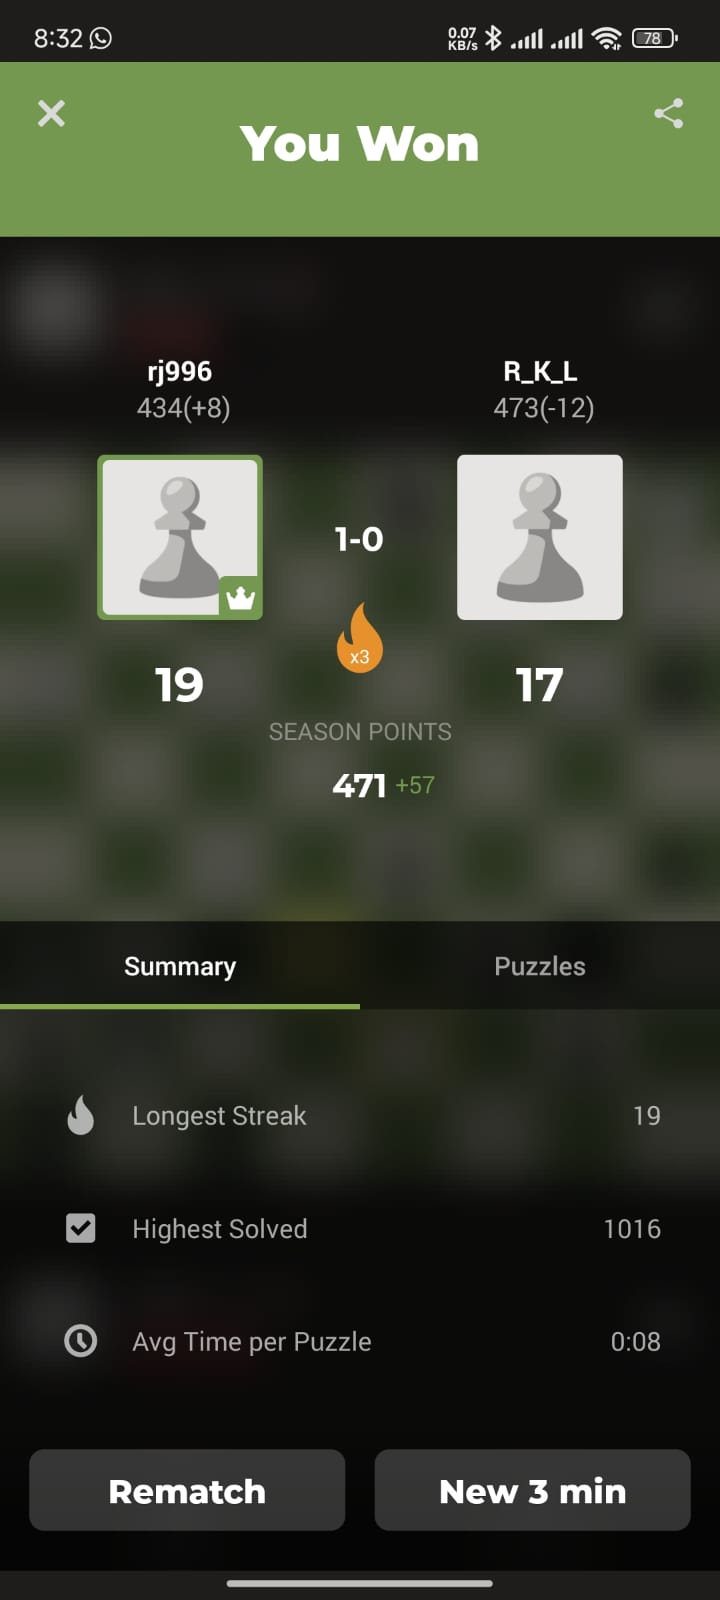 8:32
0.07
KB/s
78
You Won
rj996
R_K_L
434(+8)
473(-12)
1-0
x3
19
17
SEASON POINTS
471 +57
Summary
Puzzles
Longest Streak 19
Highest Solved 1016
Avg Time per Puzzle 0:08
Rematch
New 3 min